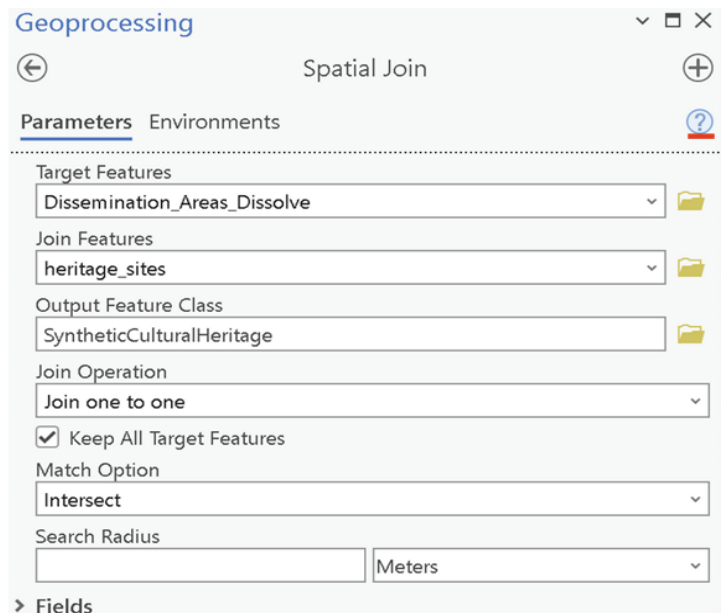 Geoprocessing
Spatial Join
Parameters Environments
Target Features
Dissemination_Areas_Dissolve
Join Features
heritage_sites
Output Feature Class
SyntheticCulturalHeritage
Join Operation
Join one to one
Keep All Target Features
Match Option
Intersect
Search Radius
Meters
Fields